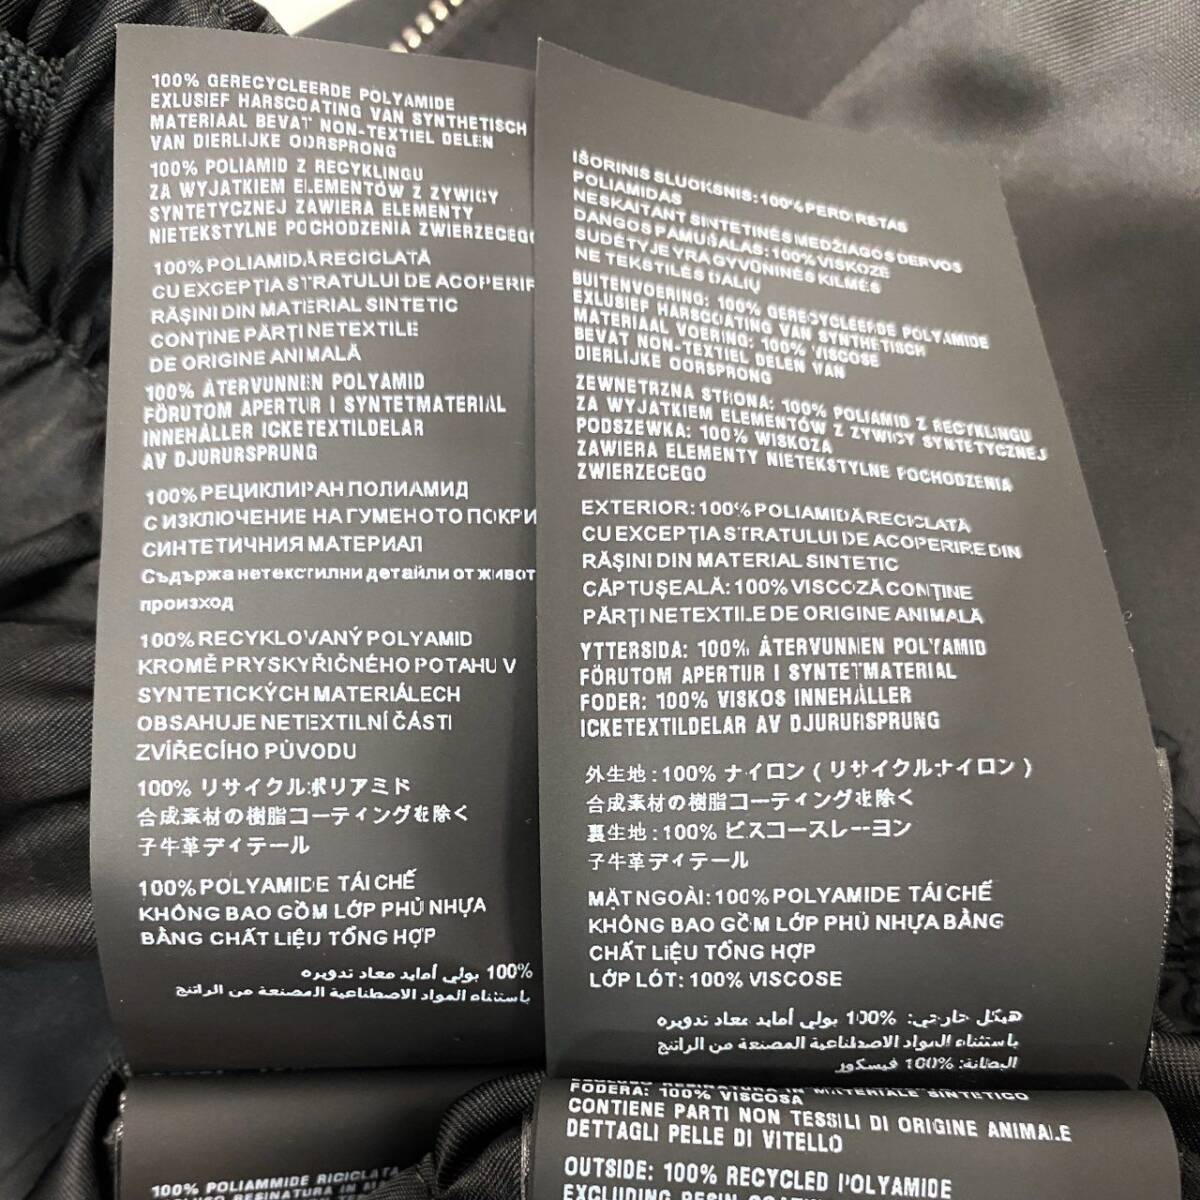 100% GERECYCLEERDE POLYAMIDE
EXLUSIEF HARSCOATING VAN SYNTHETISCH
MATERIAAL BEVAT NON-TEXTIEL DELEN
VAN DIERLIJKE OORSPRONG
100% POLIAMID Z RECYKLINGU
ZA WYJATKIEM ELEMENTÓW Z ZYWICY
SYNTETYCZNEJ ZAWIERA ELEMENTY
NIETEKSTYLNE POCHODZENIA ZWIERZECEGO
100% POLIAMIDĂ RECICLATĂ
CU EXCEPȚIA STRATULUI DE ACOPERIR
RĂȘINI DIN MATERIAL SINTETIC
CONȚINE PĂRȚI NETEXTILE
DE ORIGINE ANIMALĂ
100% ÅTERVUNNEN POLYAMID
FÖRUTOM APERTUR I SYNTETMATERIAL
INNEHÅLLER ICKETEXTILDELAR
AV DJURURSPRUNG
100% РЕЦИКЛИРАН ПОЛИАМИД
С ИЗКЛЮЧЕНИЕ НА ГУМЕНОТО ПОКРИ
СИНТЕТИЧНИЯ МАТЕРИАЛ
Съдържа нетекстилни детайли от живот
произход
100% RECYKLOVANÝ POLYAMID
KROMĚ PRYSKYŘIČNÉHO POTAHU V
SYNTETICKÝCH MATERIÁLECH
OBSAHUJE NETEXTILNÍ ČÁSTI
ZVÍŘECÍHO PŮVODU
100% リサイクルポリアミド
合成素材の樹脂コーティングを除く
子牛革ディテール
100% POLYAMIDE TÁI CHẾ
KHÔNG BAO GỒM LỚP PHỦ NHỰA
BẰNG CHẤT LIỆU TỔNG HỢP
100% بولي أمايد معاد تدويره
باستثناء المواد الاصطناعية المصنعة من الراتنج
IŠORINIS SLUOKSNIS: 100% PERDIRBTAS
POLIAMIDAS
NESKAITANT SINTETINĖS MEDŽIAGOS DERVOS
DANGOS PAMUŠALAS: 100% VISKOZĖ
SUDĖTYJE YRA GYVŪNINĖS KILMĖS
NE TEKSTILĖS DALIŲ
BUITENVOERING: 100% GERECYCLEERDE POLYAMIDE
EXLUSIEF HARSCOATING VAN SYNTHETISCH
MATERIAAL VOERING: 100% VISCOSE
BEVAT NON-TEXTIEL DELEN VAN
DIERLIJKE OORSPRONG
ZEWNETRZNA STRONA: 100% POLIAMID Z RECYKLINGU
ZA WYJATKIEM ELEMENTÓW Z ZYWICY SYNTETYCZNEJ
PODSZEWKA: 100% WISKOZA
ZAWIERA ELEMENTY NIETEKSTYLNE POCHODZENIA
ZWIERZECEGO
EXTERIOR: 100% POLIAMIDĂ RECICLATĂ
CU EXCEPȚIA STRATULUI DE ACOPERIRE DIN
RĂȘINI DIN MATERIAL SINTETIC
CĂPTUȘEALĂ: 100% VISCOZĂ CONȚINE
PĂRȚI NETEXTILE DE ORIGINE ANIMALĂ
YTTERSIDA: 100% ÅTERVUNNEN POLYAMID
FÖRUTOM APERTUR I SYNTETMATERIAL
FODER: 100% VISKOS INNEHÅLLER
ICKETEXTILDELAR AV DJURURSPRUNG
外生地 : 100% ナイロン ( リサイクルナイロン )
合成素材の樹脂コーティングを除く
裏生地 : 100% ビスコースレーヨン
子牛革ディテール
MẶT NGOÀI: 100% POLYAMIDE TÁI CHẾ
KHÔNG BAO GỒM LỚP PHỦ NHỰA BẰNG
CHẤT LIỆU TỔNG HỢP
LỚP LÓT: 100% VISCOSE
هيكل خارجي: 100% بولي أمايد معاد تدويره
باستثناء المواد الاصطناعية المصنعة من الراتنج
البطانة: 100% فيسكوز
RESINATURA IN MATERIALE SINTETICO
FODERA: 100% VISCOSA
CONTIENE PARTI NON TESSILI DI ORIGINE ANIMALE
DETTAGLI PELLE DI VITELLO
OUTSIDE: 100% RECYCLED POLYAMIDE
EXCLUDING RESIN
100% POLIAMMIDE RICICLATA
RESINATURA IN